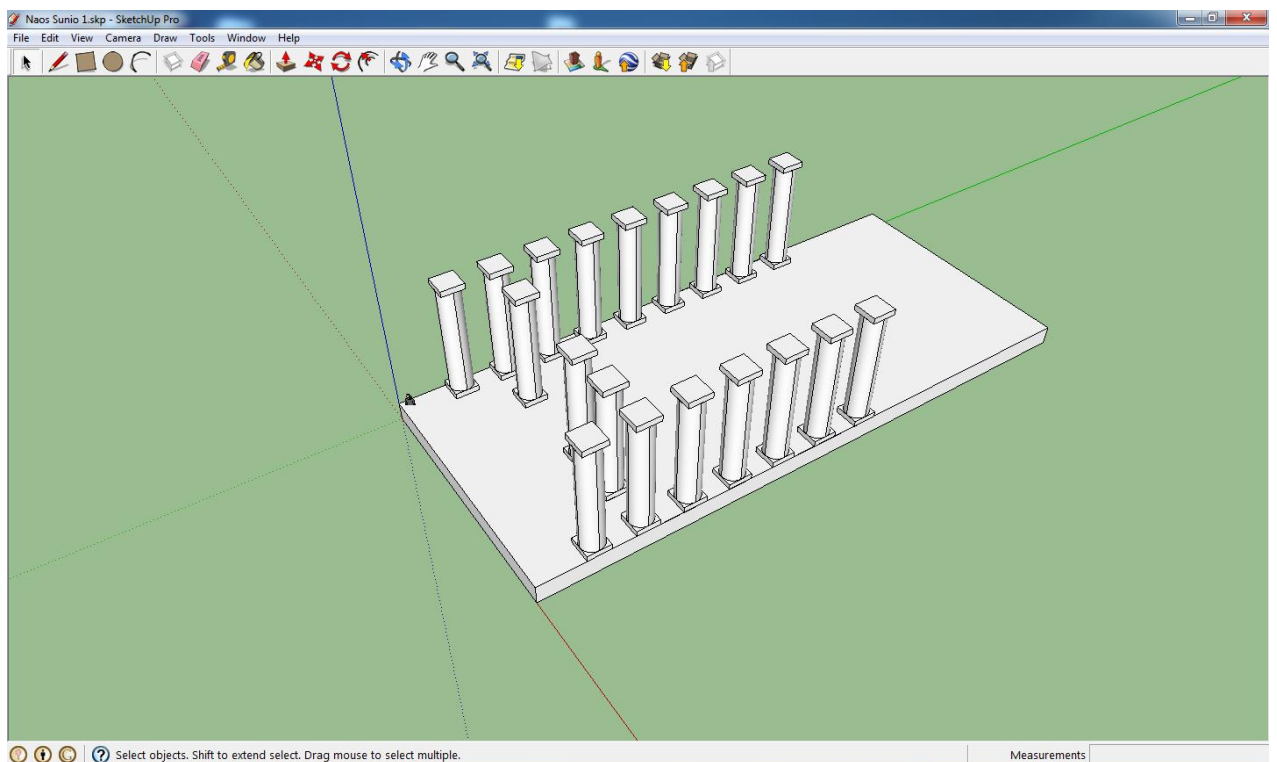 Naos Sunio 1.skp - SketchUp Pro
File Edit View Camera Draw Tools Window Help
Select objects. Shift to extend select. Drag mouse to select multiple.
Measurements